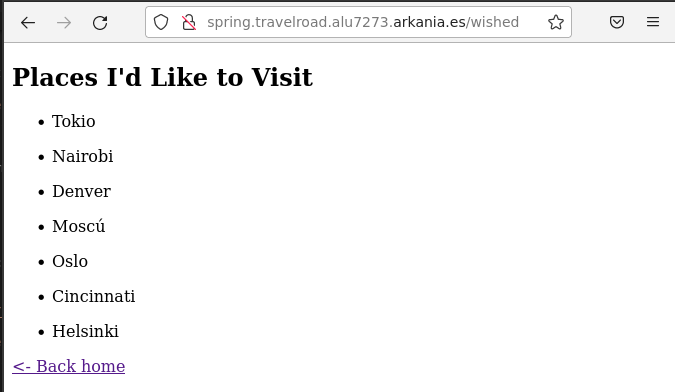 spring.travelroad.alu7273.arkania.es/wished
Places I'd Like to Visit
Tokio
Nairobi
Denver
Moscú
Oslo
Cincinnati
Helsinki
<- Back home